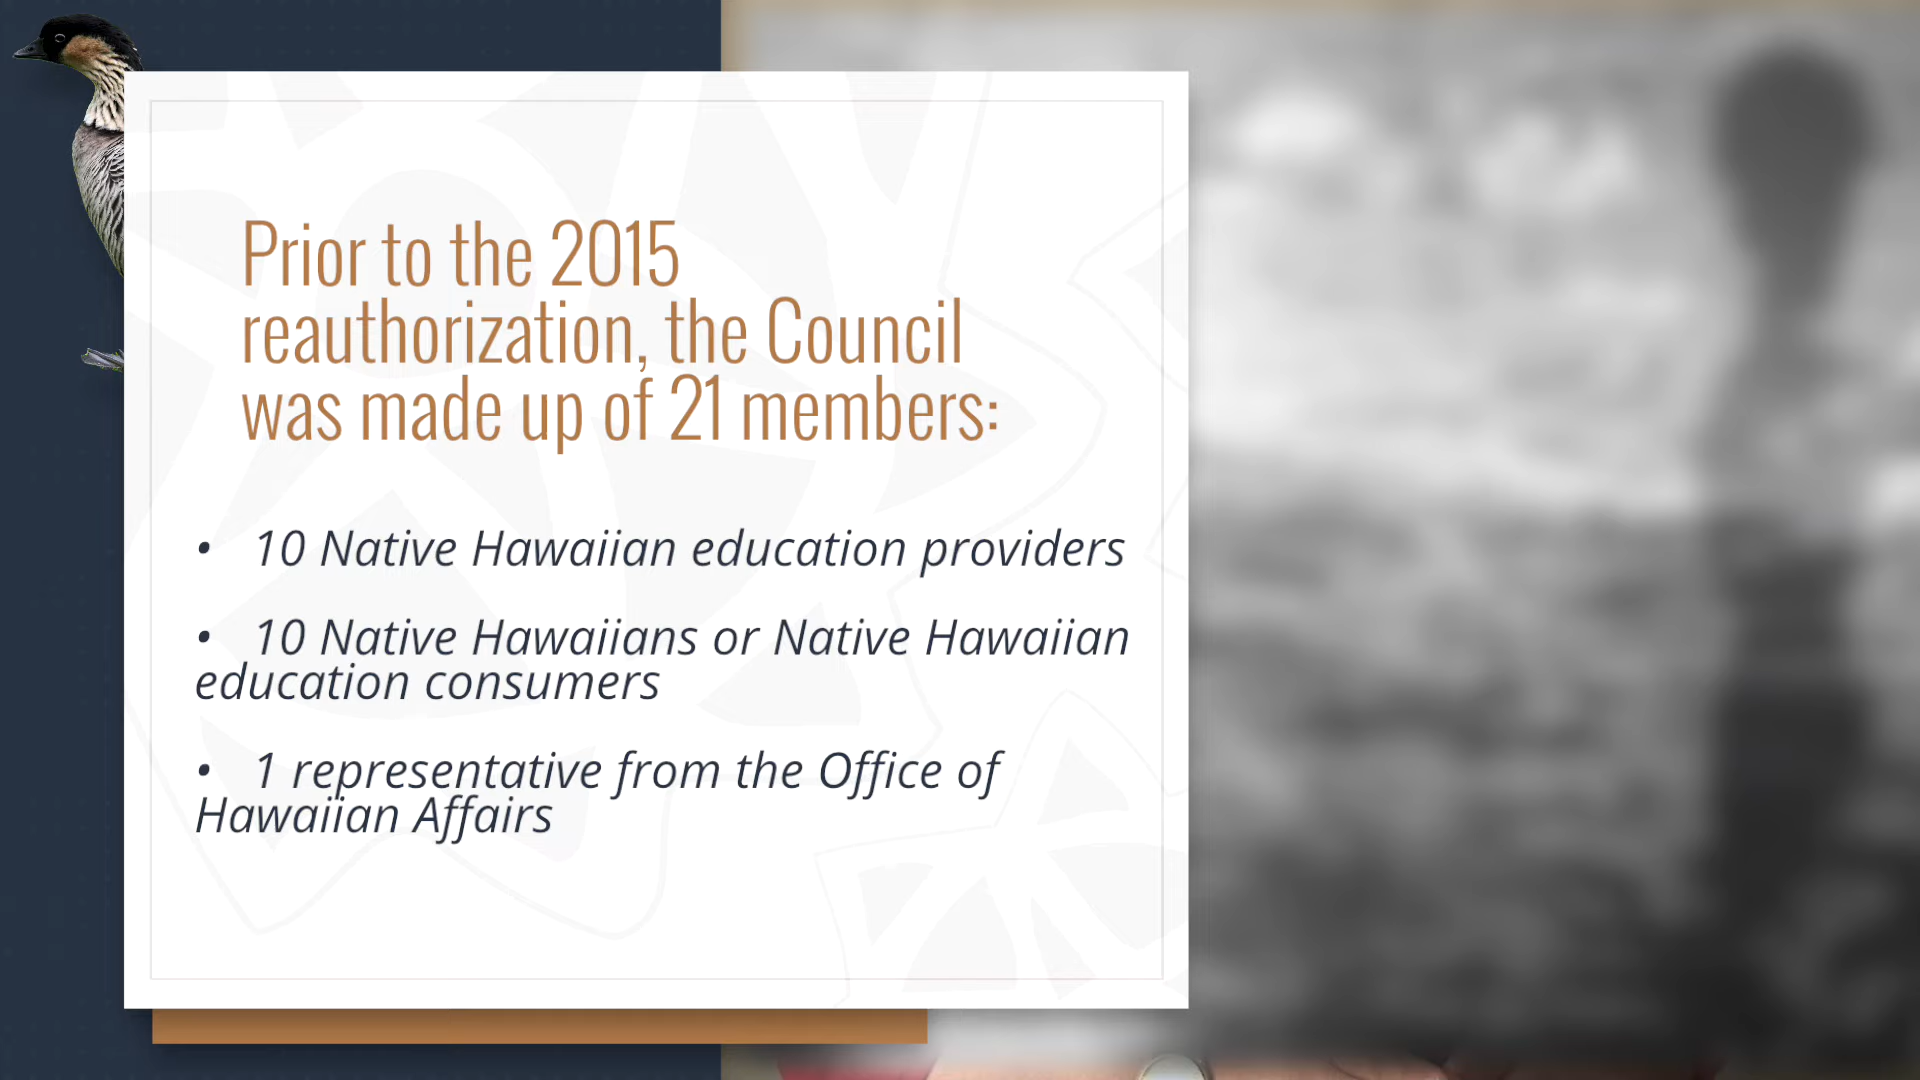 Prior to the 2015
reauthorization, the Council
was made up of 21 members:
• 10 Native Hawaiian education providers
• 10 Native Hawaiians or Native Hawaiian
education consumers
• 1 representative from the Office of
Hawaiian Affairs